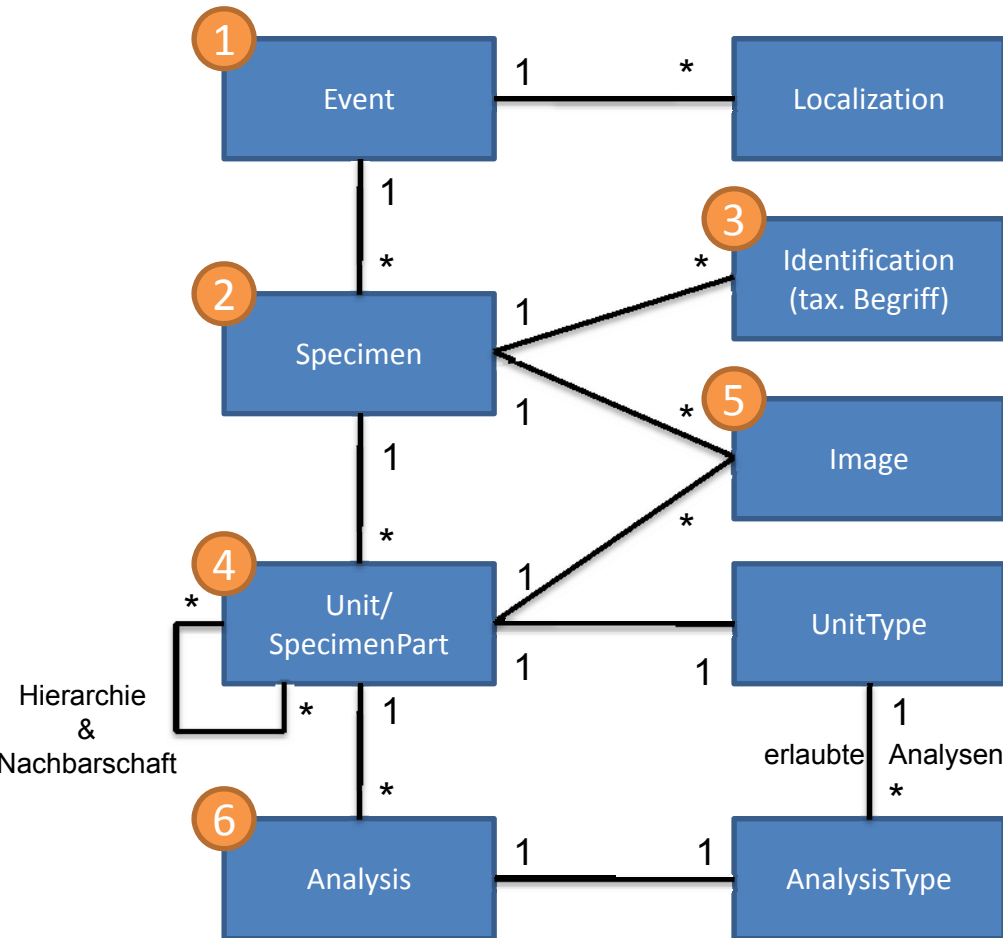 1
Event
1
*
Localization
1
*
2
Specimen
1
*
3
Identification
(tax. Begriff)
1
*
5
Image
1
*
4
Unit/
SpecimenPart
1
*
UnitType
1
1
*
*
Hierarchie
&
Nachbarschaft
1
*
1
erlaubte Analysen
*
6
Analysis
1
1
AnalysisType